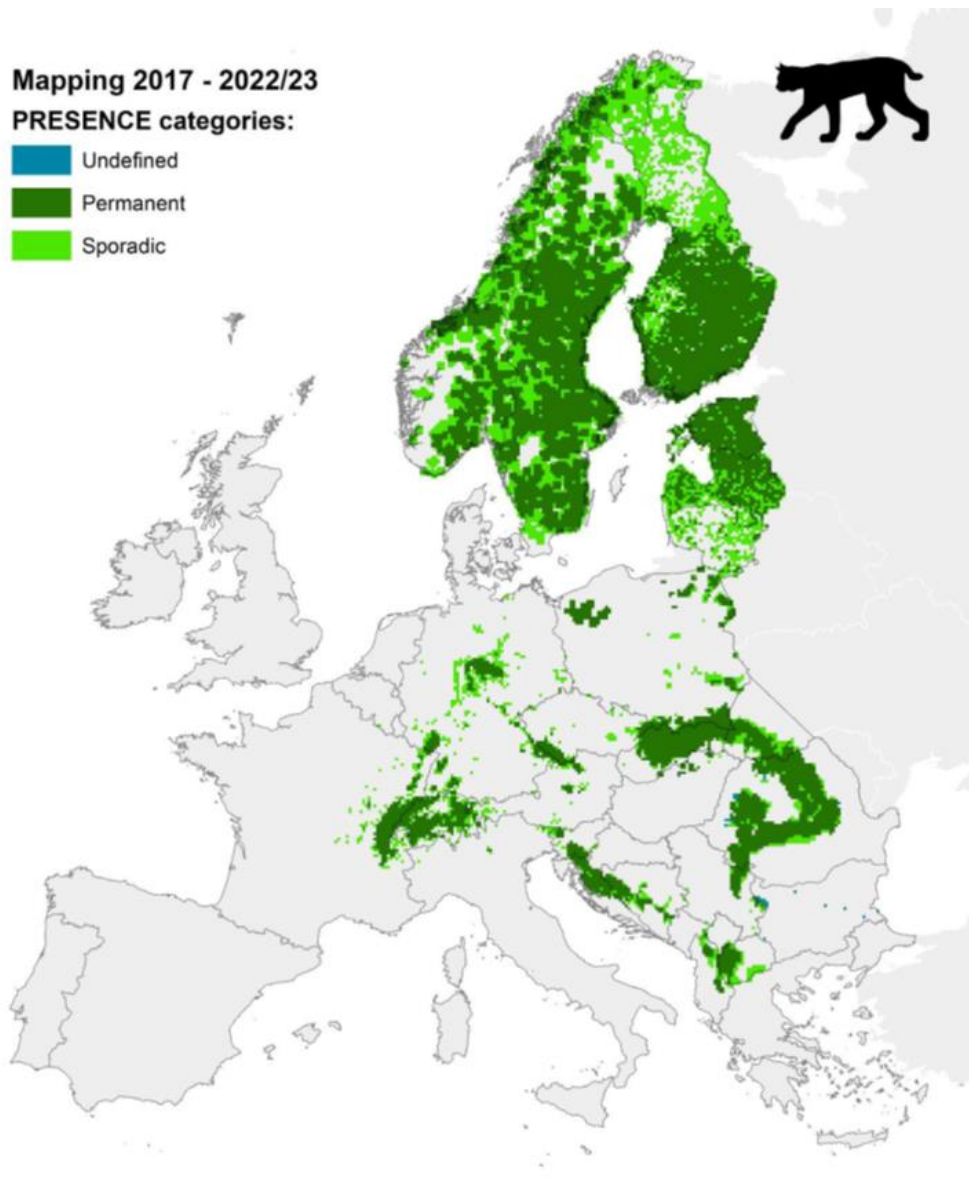 Mapping 2017 - 2022/23
PRESENCE categories:
Undefined
Permanent
Sporadic